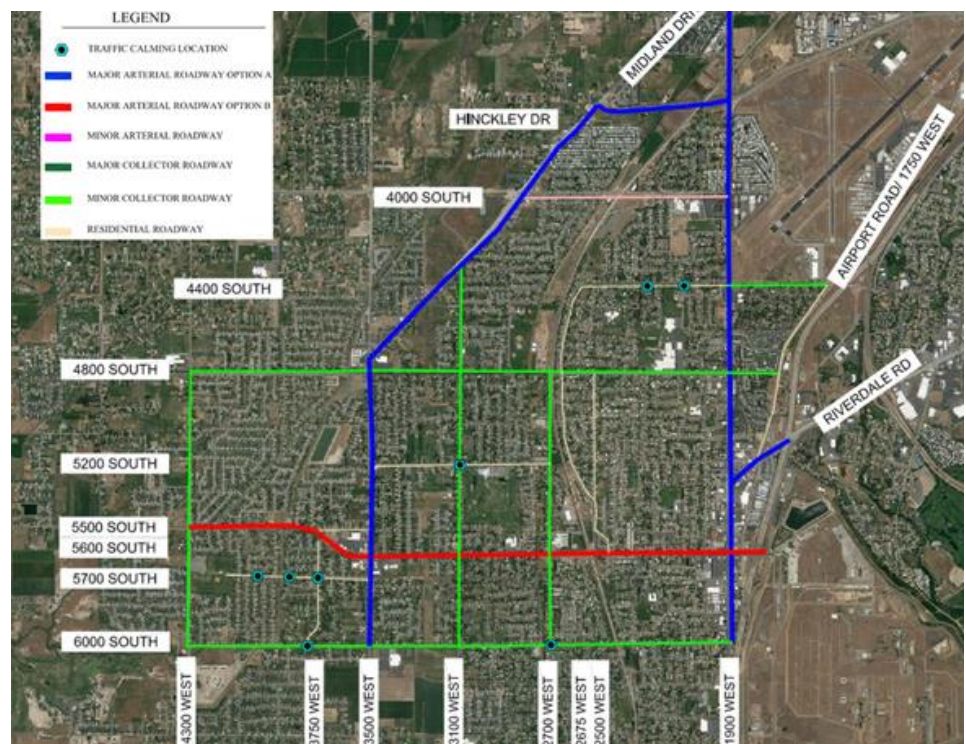 LEGEND
TRAFFIC CALMING LOCATION
MAJOR ARTERIAL ROADWAY OPTION A
MAJOR ARTERIAL ROADWAY OPTION B
MINOR ARTERIAL ROADWAY
MAJOR COLLECTOR ROADWAY
MINOR COLLECTOR ROADWAY
RESIDENTIAL ROADWAY
MIDLAND DRIVE
HINCKLEY DR
4000 SOUTH
AIRPORT ROAD/ 1750 WEST
4400 SOUTH
4800 SOUTH
RIVERDALE RD
5200 SOUTH
5500 SOUTH
5600 SOUTH
5700 SOUTH
6000 SOUTH
4300 WEST
3750 WEST
3500 WEST
3100 WEST
2700 WEST
2675 WEST
2500 WEST
1900 WEST